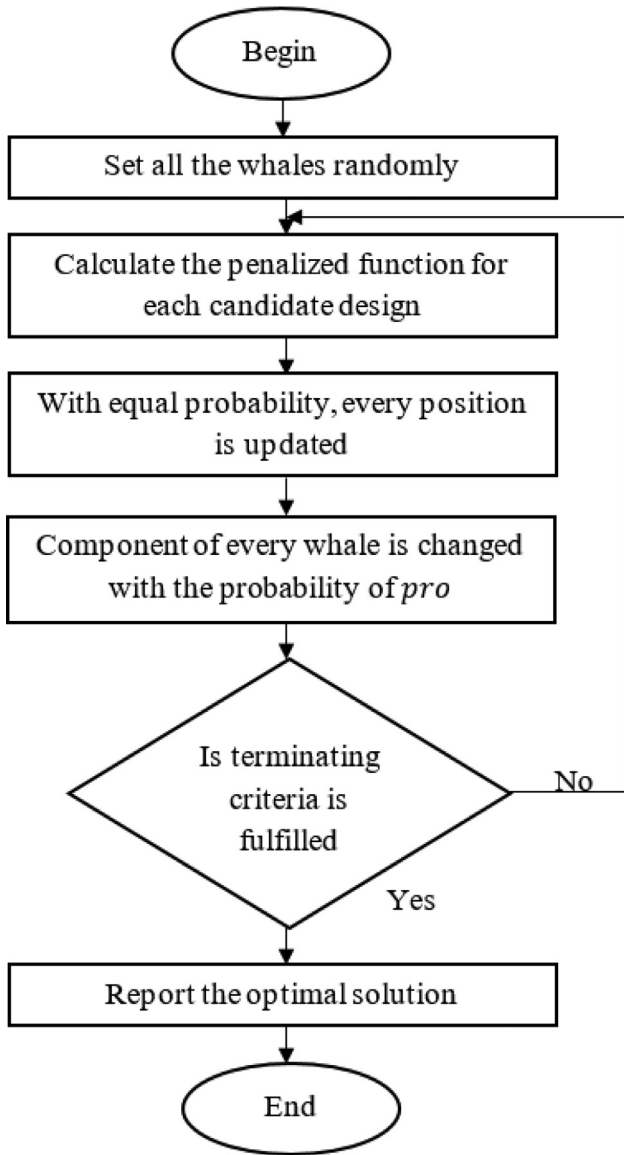 Begin
Set all the whales randomly
Calculate the penalized function for
each candidate design
With equal probability, every position
is updated
Component of every whale is changed
with the probability of pro
Is terminating
criteria is
fulfilled
No
Yes
Report the optimal solution
End